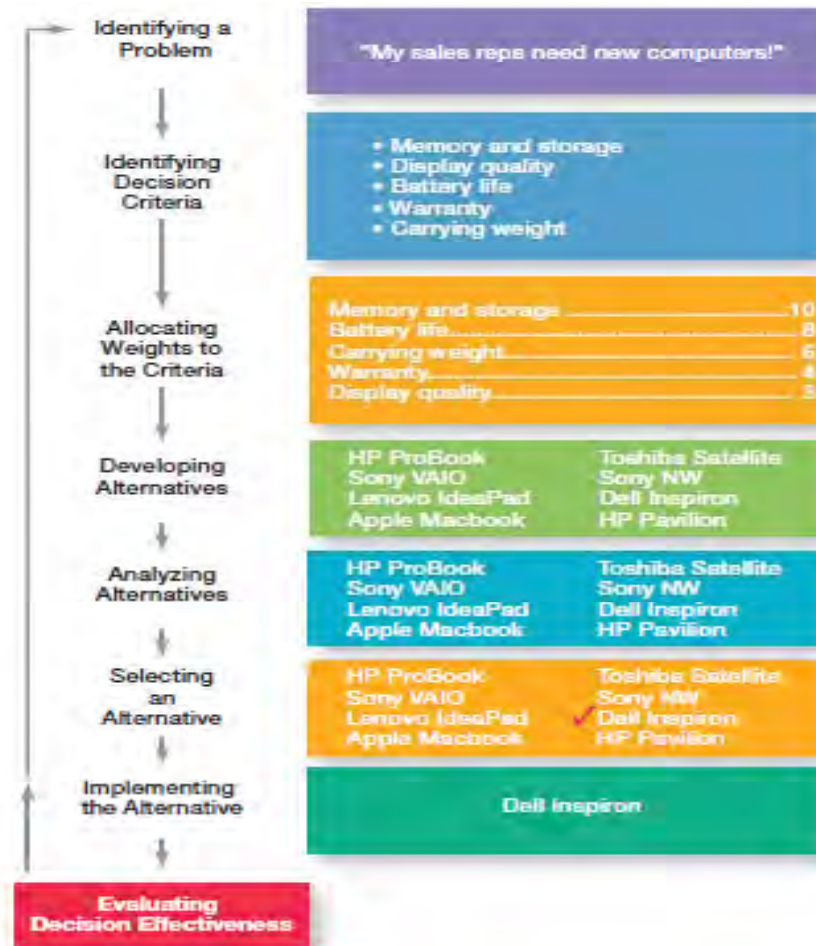 Identifying a
Problem
"My sales reps need new computers!"
Identifying
Decision
Criteria
• Memory and storage
• Display quality
• Battery life
• Warranty
• Carrying weight
Allocating
Weights to
the Criteria
Memory and storage 10
Battery life 8
Carrying weight 6
Warranty 4
Display quality 3
Developing
Alternatives
HP ProBook Toshiba Satellite
Sony VAIO Sony NW
Lenovo IdeaPad Dell Inspiron
Apple Macbook HP Pavilion
Analyzing
Alternatives
HP ProBook Toshiba Satellite
Sony VAIO Sony NW
Lenovo IdeaPad Dell Inspiron
Apple Macbook HP Pavilion
Selecting
an
Alternative
HP ProBook Toshiba Satellite
Sony VAIO Sony NW
Lenovo IdeaPad ✓ Dell Inspiron
Apple Macbook HP Pavilion
Implementing
the Alternative
Dell Inspiron
Evaluating
Decision Effectiveness